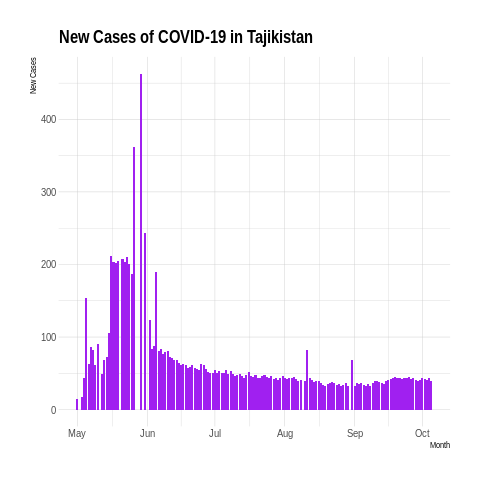 New Cases of COVID-19 in Tajikistan
New Cases
400
300
200
100
0
May Jun Jul Aug Sep Oct
Month